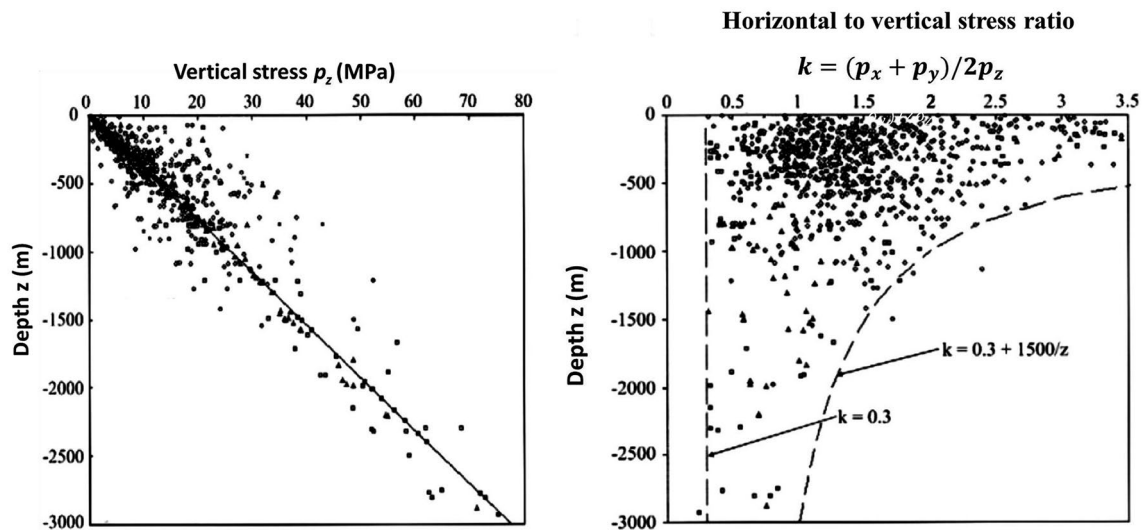 Vertical stress p_z (MPa)
0 10 20 30 40 50 60 70 80
0
-500
-1000
-1500
-2000
-2500
-3000
Depth z (m)
Horizontal to vertical stress ratio
k = (p_x + p_y)/2p_z
0 0.5 1 1.5 2 2.5 3 3.5
0
-500
-1000
-1500
-2000
-2500
-3000
Depth z (m)
k = 0.3 + 1500/z
k = 0.3